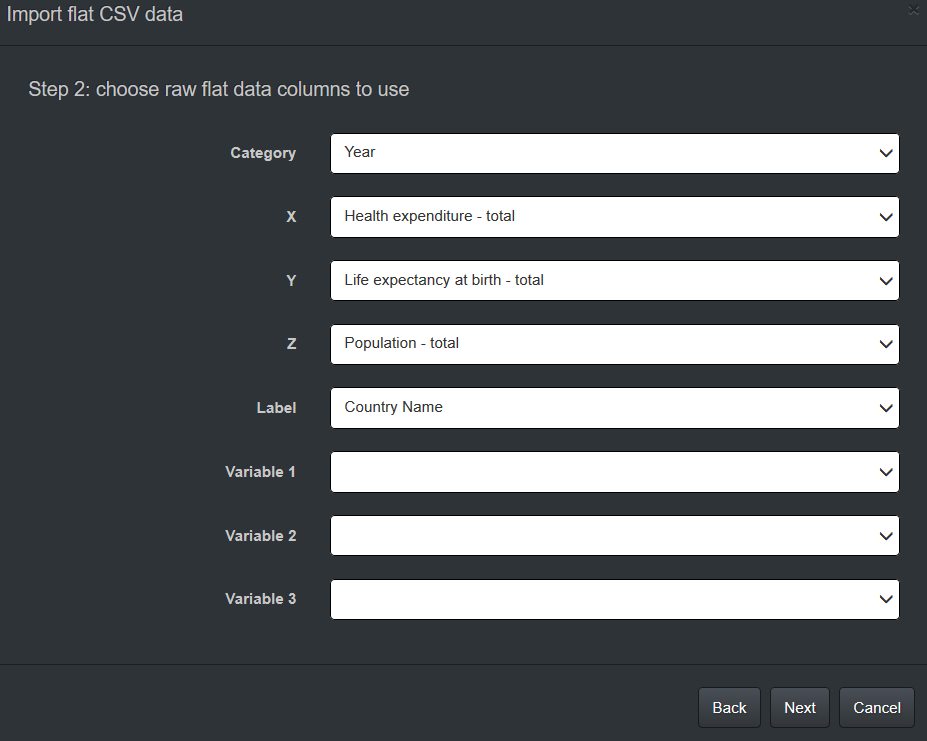 Import flat CSV data
Step 2: choose raw flat data columns to use
Category Year
X Health expenditure - total
Y Life expectancy at birth - total
Z Population - total
Label Country Name
Variable 1
Variable 2
Variable 3
Back Next Cancel